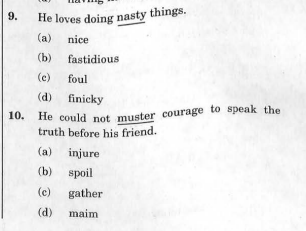 9. He loves doing nasty things.
(a) nice
(b) fastidious
(c) foul
(d) finicky
10. He could not muster courage to speak the
truth before his friend.
(a) injure
(b) spoil
(c) gather
(d) maim